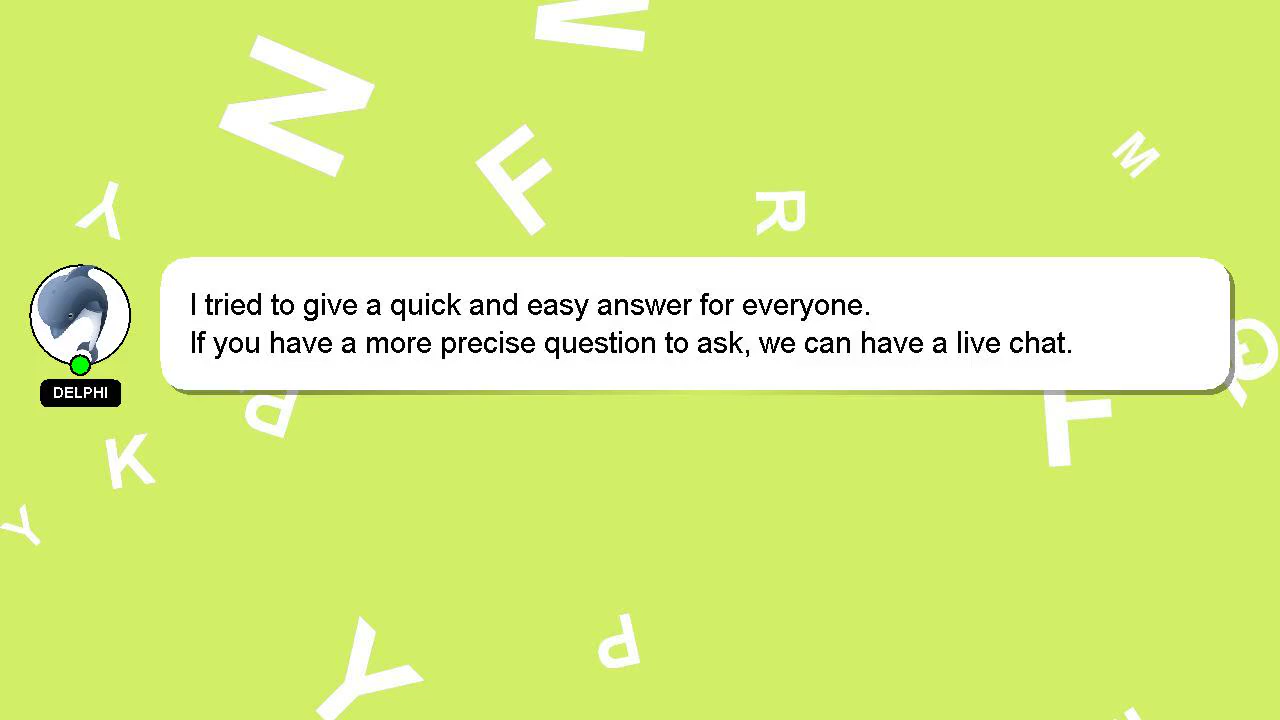 N
F
M
Y
R
I tried to give a quick and easy answer for everyone.
If you have a more precise question to ask, we can have a live chat.
DELPHI
F
K
Y
Y
P